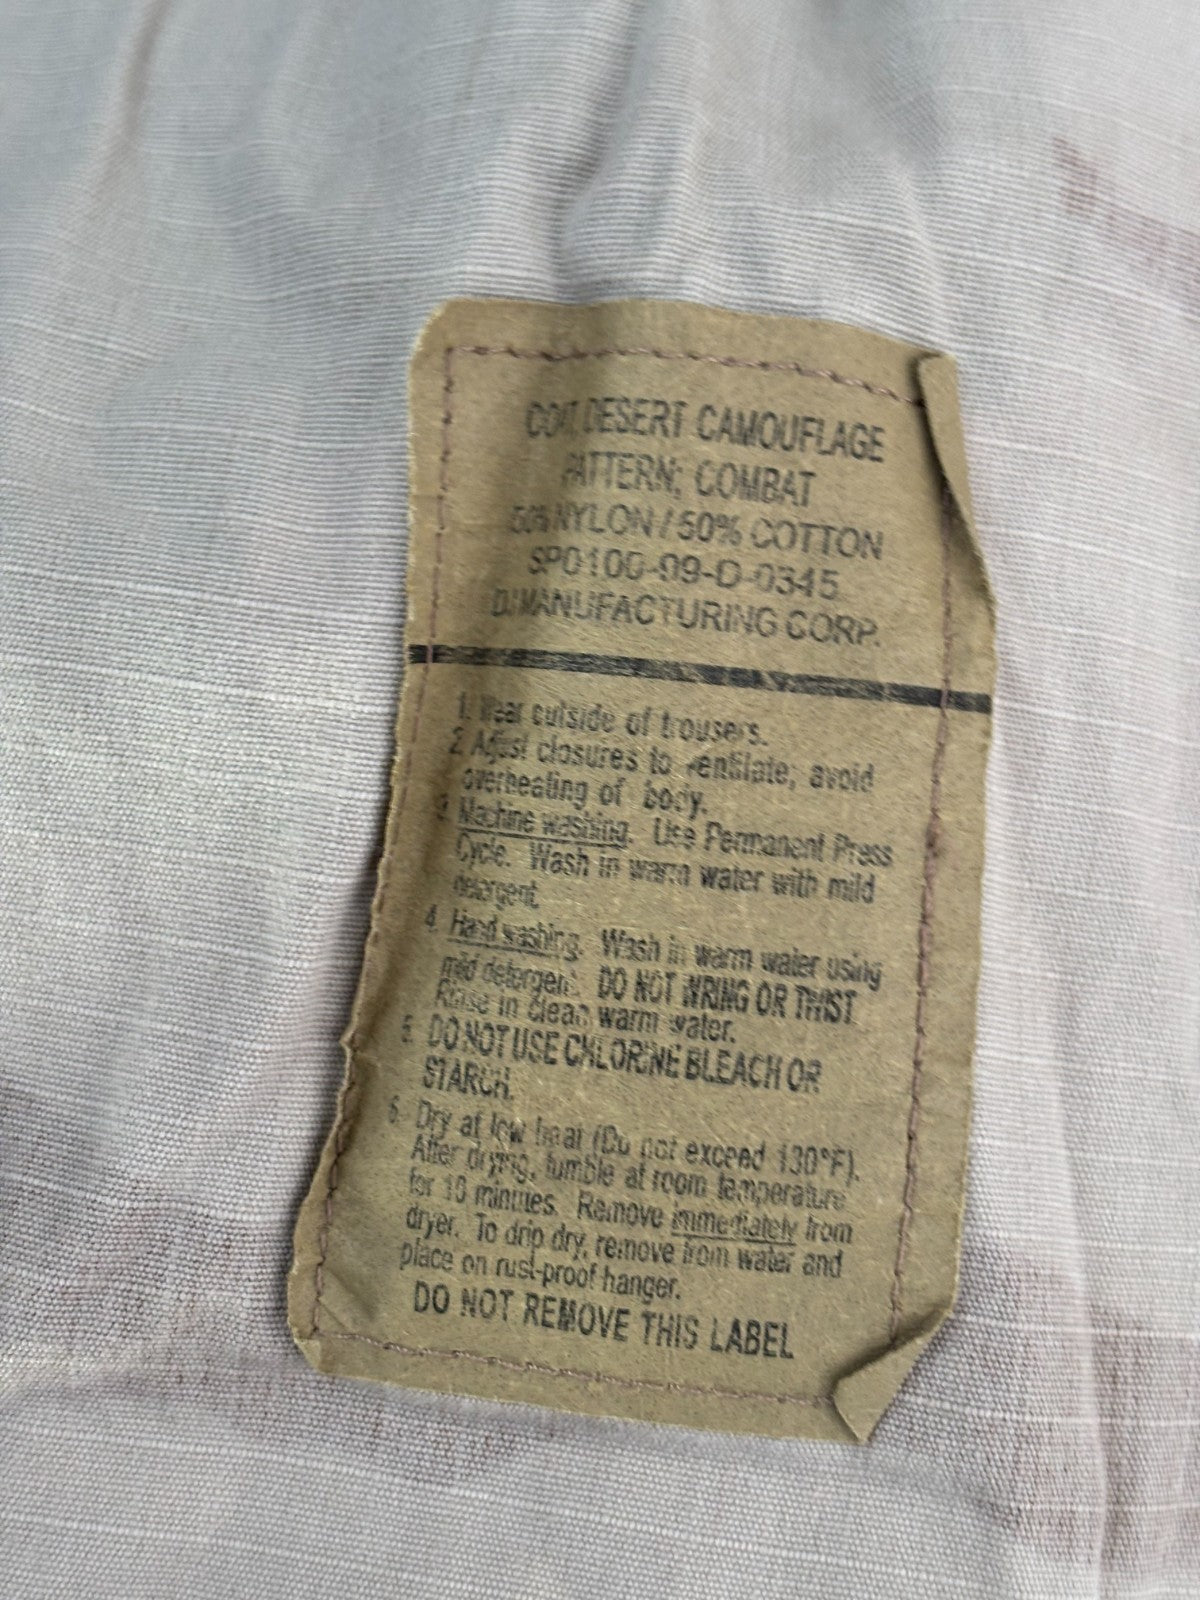 COAT, DESERT CAMOUFLAGE
PATTERN; COMBAT
50% NYLON / 50% COTTON
SP0100-99-D-0345
DJ MANUFACTURING CORP.
1. Wear outside of trousers.
2. Adjust closures to ventilate; avoid
overheating of body.
3. Machine washing. Use Permanent Press
Cycle. Wash in warm water with mild
detergent.
4. Hand washing. Wash in warm water using
mild detergent. DO NOT WRING OR TWIST
Rinse in clean, warm water.
5. DO NOT USE CHLORINE BLEACH OR
STARCH.
6. Dry at low heat (Do not exceed 130°F).
After drying, tumble at room temperature
for 10 minutes. Remove immediately from
dryer. To drip dry, remove from water and
place on rust-proof hanger.
DO NOT REMOVE THIS LABEL